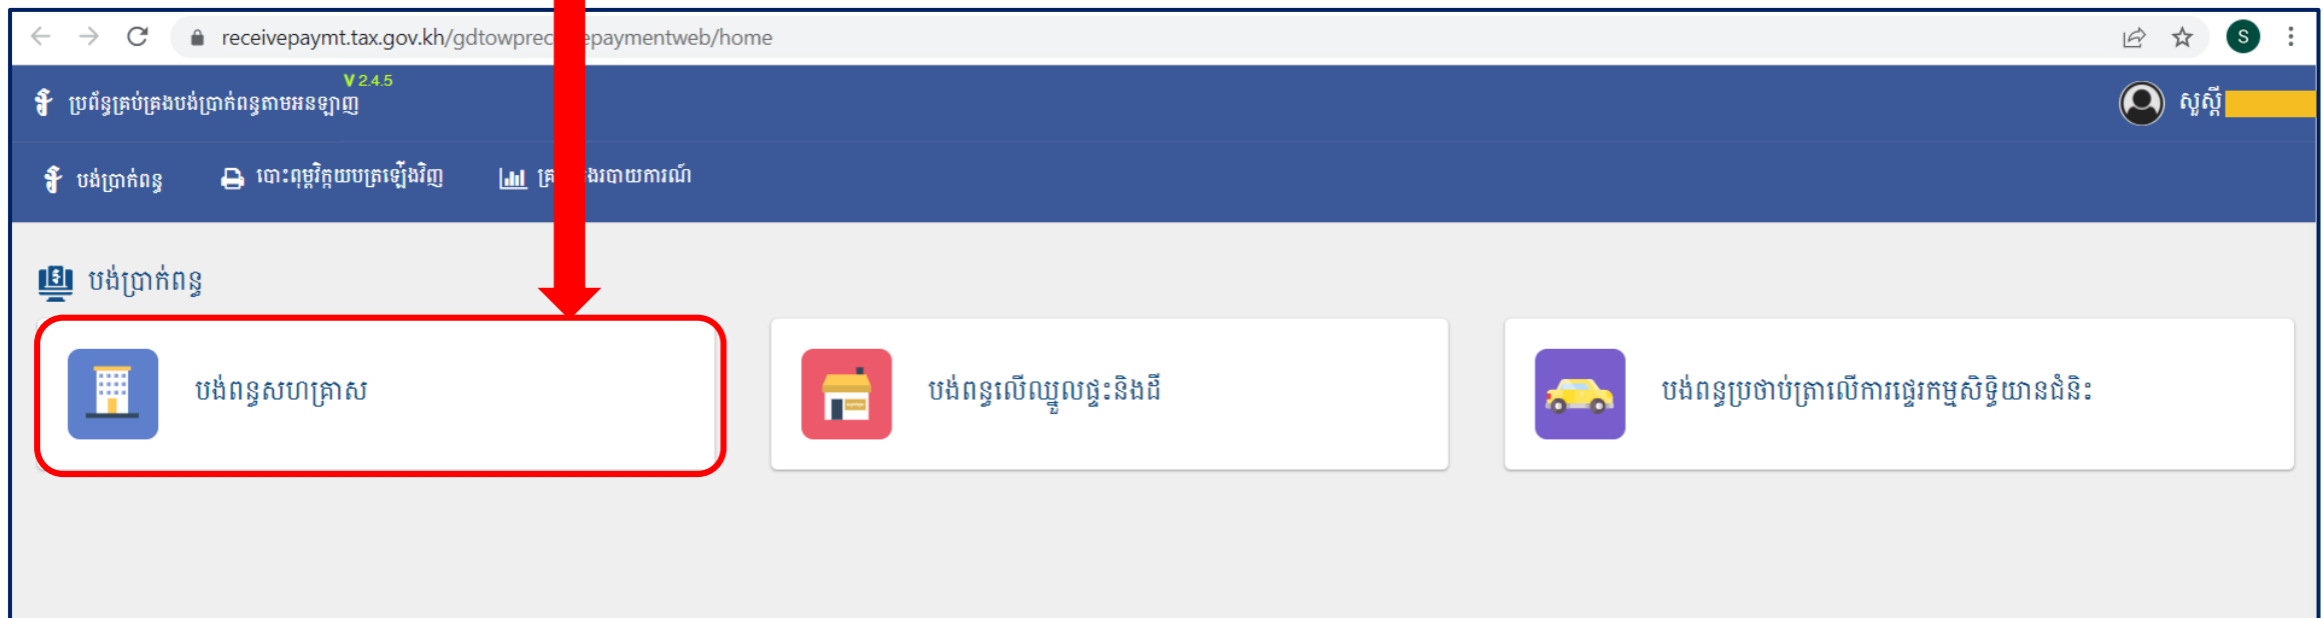 receivepaymt.tax.gov.kh/gdtowprec epaymentweb/home
S
V 2.4.5
ប្រព័ន្ធគ្រប់គ្រងបង់ប្រាក់ពន្ធតាមអនឡាញ
សួស្តី
បង់ប្រាក់ពន្ធ បោះពុម្ពវិក្កយបត្រឡើងវិញ របាយការណ៍
បង់ប្រាក់ពន្ធ
បង់ពន្ធសហគ្រាស
បង់ពន្ធលើឈ្នួលផ្ទះនិងដី
បង់ពន្ធប្រថាប់ត្រាលើការផ្ទេរកម្មសិទ្ធិយានជំនិះ